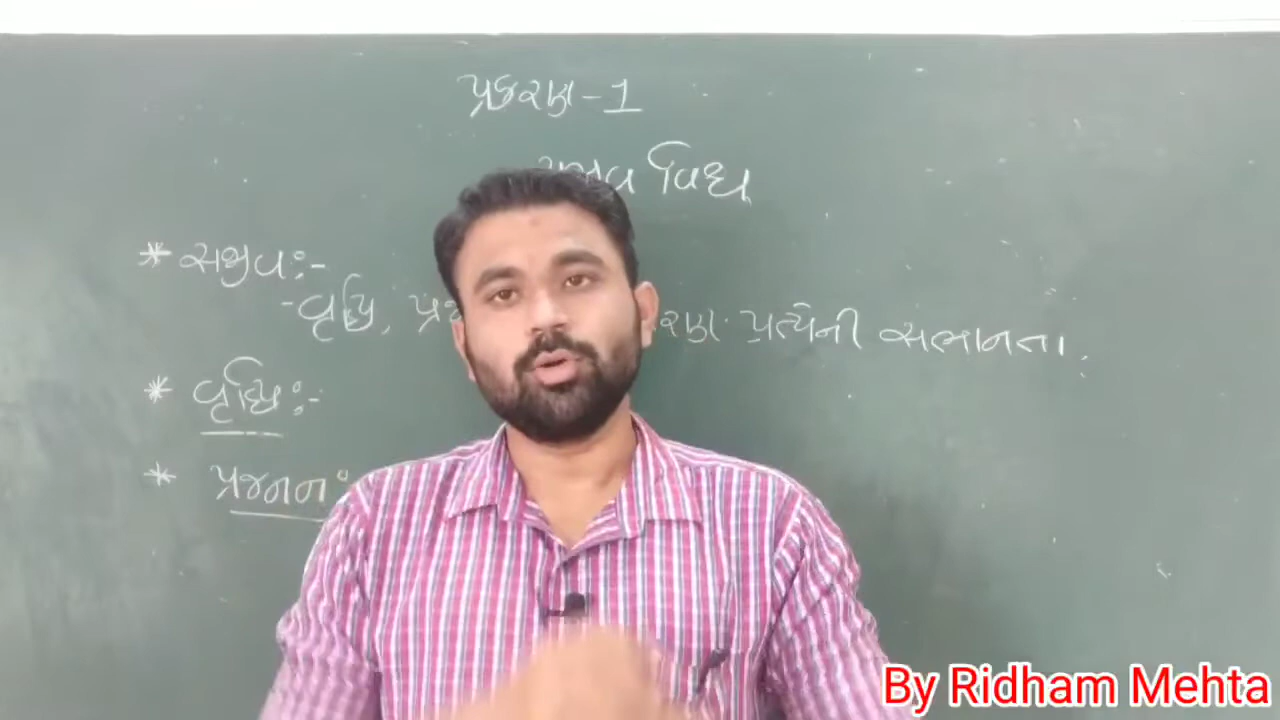 પ્રકરણ-1
વિશ્વ
* સજીવ:-
-વૃદ્ધિ, પ્રત્યેની સભાનતા.
* વૃદ્ધિ:-
* પ્રજનન:
By Ridham Mehta